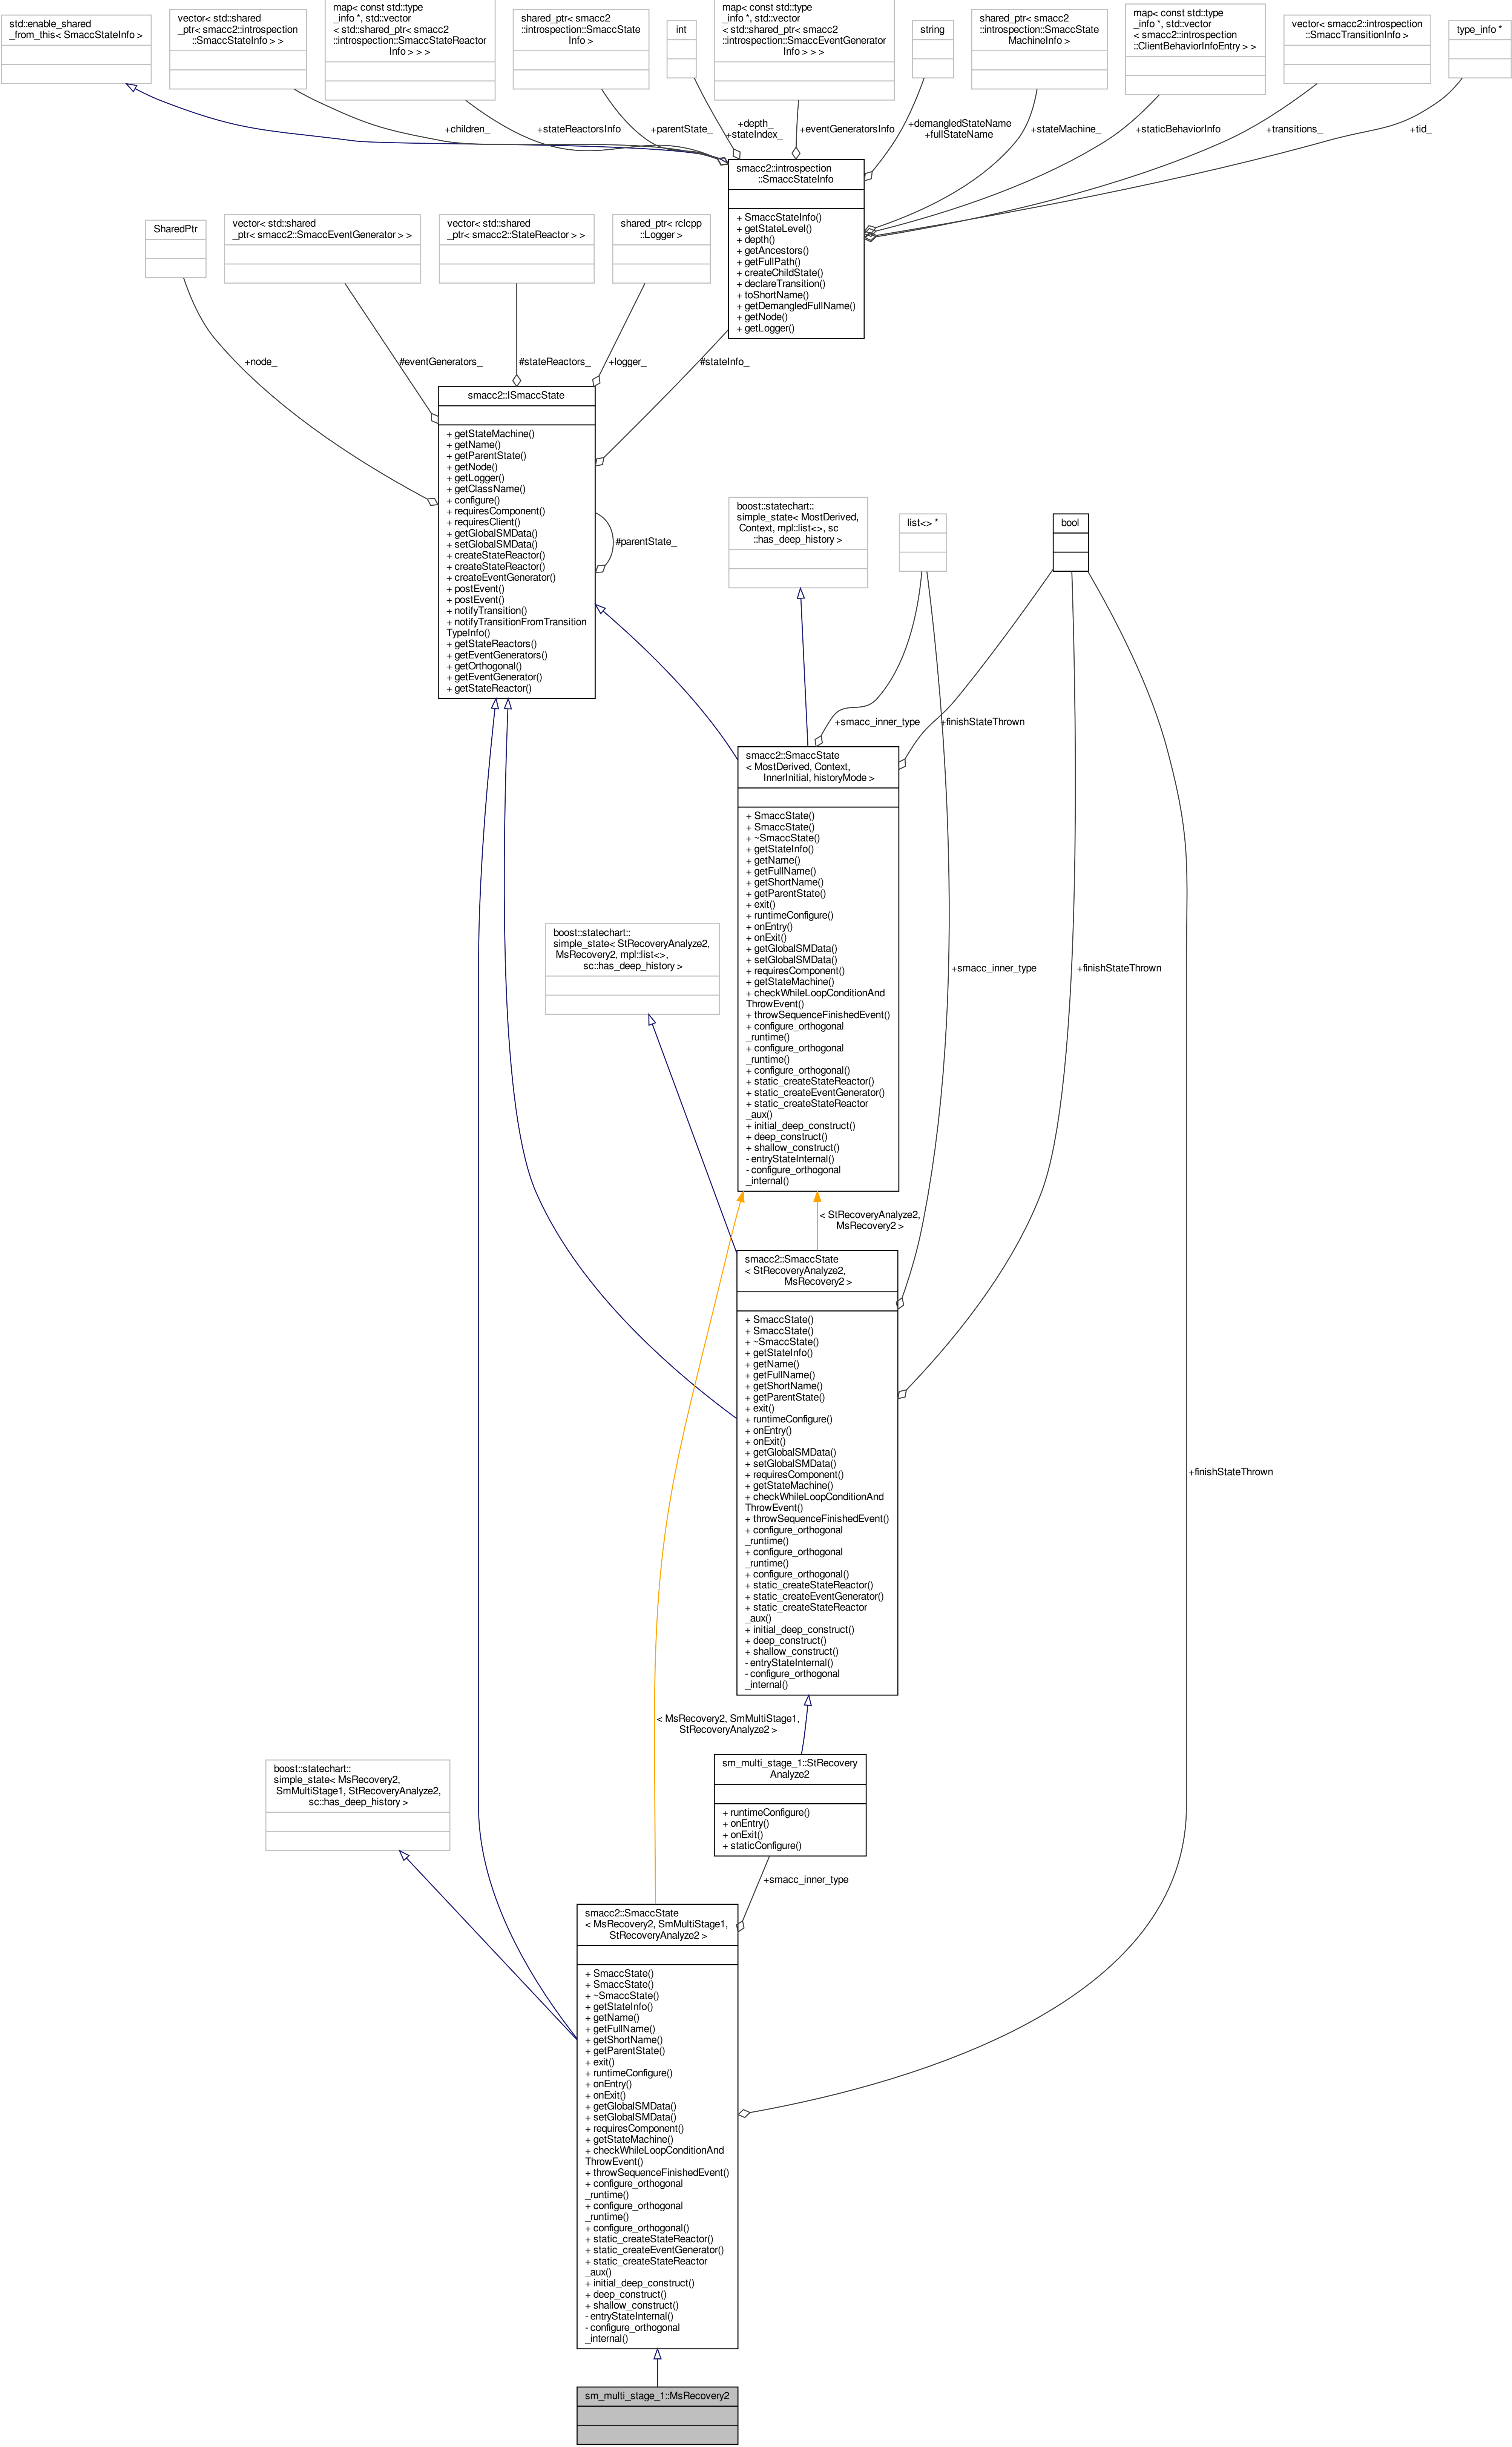 std::enable_shared
_from_this< SmaccStateInfo >
vector< std::shared
_ptr< smacc2::introspection
::SmaccStateInfo > >
map< const std::type
_info *, std::vector
< std::shared_ptr< smacc2
::introspection::SmaccStateReactor
Info > > >
shared_ptr< smacc2
::introspection::SmaccState
Info >
int
map< const std::type
_info *, std::vector
< std::shared_ptr< smacc2
::introspection::SmaccEventGenerator
Info > > >
string
shared_ptr< smacc2
::introspection::SmaccState
MachineInfo >
map< const std::type
_info *, std::vector
< smacc2::introspection
::ClientBehaviorInfoEntry > >
vector< smacc2::introspection
::SmaccTransitionInfo >
type_info *
+children_
+stateReactorsInfo
+parentState_
+depth_
+stateIndex_
+eventGeneratorsInfo
+demangledStateName
+fullStateName
+stateMachine_
+staticBehaviorInfo
+transitions_
+tid_
smacc2::introspection
::SmaccStateInfo
+ SmaccStateInfo()
+ getStateLevel()
+ depth()
+ getAncestors()
+ getFullPath()
+ createChildState()
+ declareTransition()
+ toShortName()
+ getDemangledFullName()
+ getNode()
+ getLogger()
SharedPtr
vector< std::shared
_ptr< smacc2::SmaccEventGenerator > >
vector< std::shared
_ptr< smacc2::StateReactor > >
shared_ptr< rclcpp
::Logger >
+node_
#eventGenerators_
#stateReactors_
+logger_
#stateInfo_
smacc2::ISmaccState
+ getStateMachine()
+ getName()
+ getParentState()
+ getNode()
+ getLogger()
+ getClassName()
+ configure()
+ requiresComponent()
+ requiresClient()
+ getGlobalSMData()
+ setGlobalSMData()
+ createStateReactor()
+ createStateReactor()
+ createEventGenerator()
+ postEvent()
+ postEvent()
+ notifyTransition()
+ notifyTransitionFromTransition
TypeInfo()
+ getStateReactors()
+ getEventGenerators()
+ getOrthogonal()
+ getEventGenerator()
+ getStateReactor()
#parentState_
boost::statechart::
simple_state< MostDerived,
Context, mpl::list<>, sc
::has_deep_history >
list<> *
bool
+smacc_inner_type
+finishStateThrown
smacc2::SmaccState
< MostDerived, Context,
InnerInitial, historyMode >
+ SmaccState()
+ SmaccState()
+ ~SmaccState()
+ getStateInfo()
+ getName()
+ getFullName()
+ getShortName()
+ getParentState()
+ exit()
+ runtimeConfigure()
+ onEntry()
+ onExit()
+ getGlobalSMData()
+ setGlobalSMData()
+ requiresComponent()
+ getStateMachine()
+ checkWhileLoopConditionAnd
ThrowEvent()
+ throwSequenceFinishedEvent()
+ configure_orthogonal
_runtime()
+ configure_orthogonal
_runtime()
+ configure_orthogonal()
+ static_createStateReactor()
+ static_createEventGenerator()
+ static_createStateReactor
_aux()
+ initial_deep_construct()
+ deep_construct()
+ shallow_construct()
- entryStateInternal()
- configure_orthogonal
_internal()
boost::statechart::
simple_state< StRecoveryAnalyze2,
MsRecovery2, mpl::list<>,
sc::has_deep_history >
+smacc_inner_type
+finishStateThrown
< StRecoveryAnalyze2,
MsRecovery2 >
smacc2::SmaccState
< StRecoveryAnalyze2,
MsRecovery2 >
+ SmaccState()
+ SmaccState()
+ ~SmaccState()
+ getStateInfo()
+ getName()
+ getFullName()
+ getShortName()
+ getParentState()
+ exit()
+ runtimeConfigure()
+ onEntry()
+ onExit()
+ getGlobalSMData()
+ setGlobalSMData()
+ requiresComponent()
+ getStateMachine()
+ checkWhileLoopConditionAnd
ThrowEvent()
+ throwSequenceFinishedEvent()
+ configure_orthogonal
_runtime()
+ configure_orthogonal
_runtime()
+ configure_orthogonal()
+ static_createStateReactor()
+ static_createEventGenerator()
+ static_createStateReactor
_aux()
+ initial_deep_construct()
+ deep_construct()
+ shallow_construct()
- entryStateInternal()
- configure_orthogonal
_internal()
+finishStateThrown
< MsRecovery2, SmMultiStage1,
StRecoveryAnalyze2 >
boost::statechart::
simple_state< MsRecovery2,
SmMultiStage1, StRecoveryAnalyze2,
sc::has_deep_history >
sm_multi_stage_1::StRecovery
Analyze2
+ runtimeConfigure()
+ onEntry()
+ onExit()
+ staticConfigure()
+smacc_inner_type
smacc2::SmaccState
< MsRecovery2, SmMultiStage1,
StRecoveryAnalyze2 >
+ SmaccState()
+ SmaccState()
+ ~SmaccState()
+ getStateInfo()
+ getName()
+ getFullName()
+ getShortName()
+ getParentState()
+ exit()
+ runtimeConfigure()
+ onEntry()
+ onExit()
+ getGlobalSMData()
+ setGlobalSMData()
+ requiresComponent()
+ getStateMachine()
+ checkWhileLoopConditionAnd
ThrowEvent()
+ throwSequenceFinishedEvent()
+ configure_orthogonal
_runtime()
+ configure_orthogonal
_runtime()
+ configure_orthogonal()
+ static_createStateReactor()
+ static_createEventGenerator()
+ static_createStateReactor
_aux()
+ initial_deep_construct()
+ deep_construct()
+ shallow_construct()
- entryStateInternal()
- configure_orthogonal
_internal()
sm_multi_stage_1::MsRecovery2